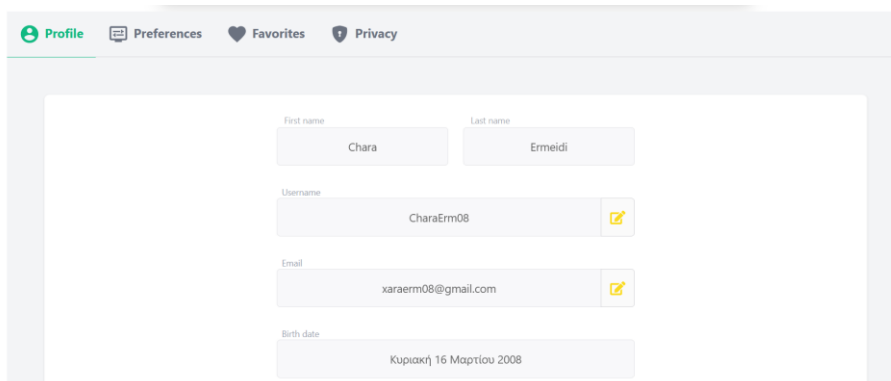 Profile Preferences Favorites Privacy
First name Last name
Chara Ermeidi
Username
CharaErm08
Email
xaraerm08@gmail.com
Birth date
Κυριακή 16 Μαρτίου 2008